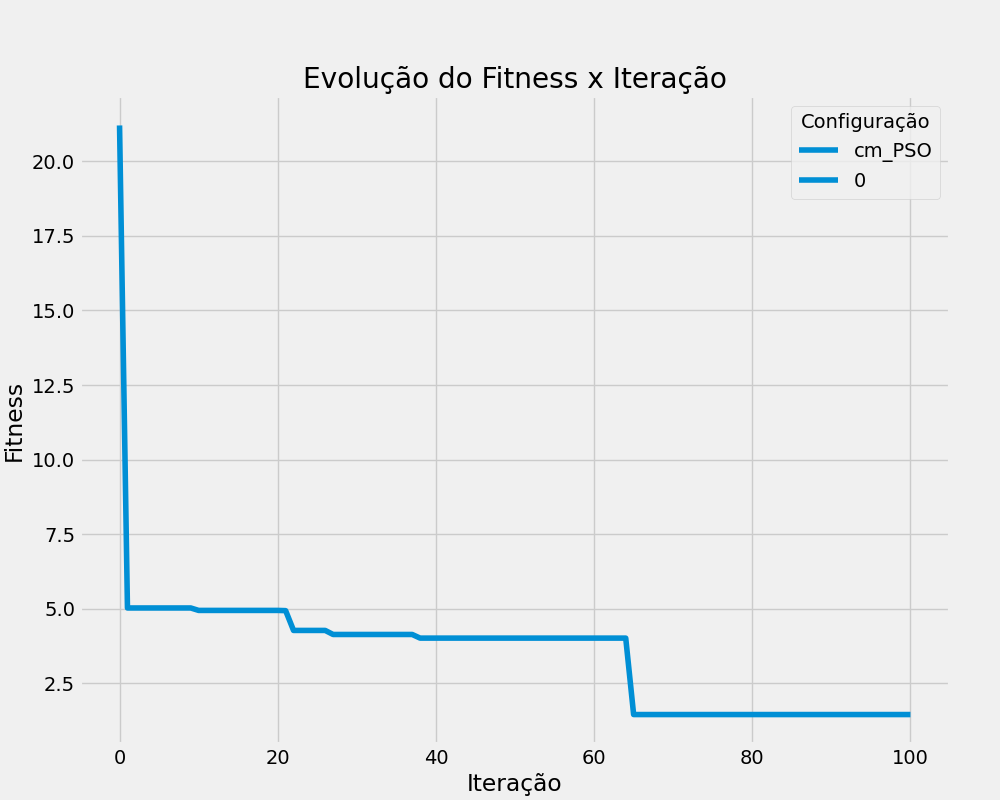 Evolução do Fitness x Iteração
Configuração
cm_PSO
0
Fitness
20.0
17.5
15.0
12.5
10.0
7.5
5.0
2.5
0 20 40 60 80 100
Iteração